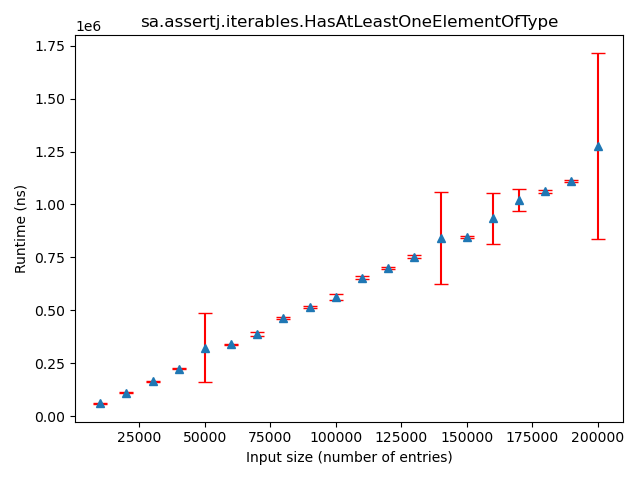 sa.assertj.iterables.HasAtLeastOneElementOfType
1e6
1.75
1.50
1.25
1.00
0.75
0.50
0.25
0.00
Runtime (ns)
25000 50000 75000 100000 125000 150000 175000 200000
Input size (number of entries)